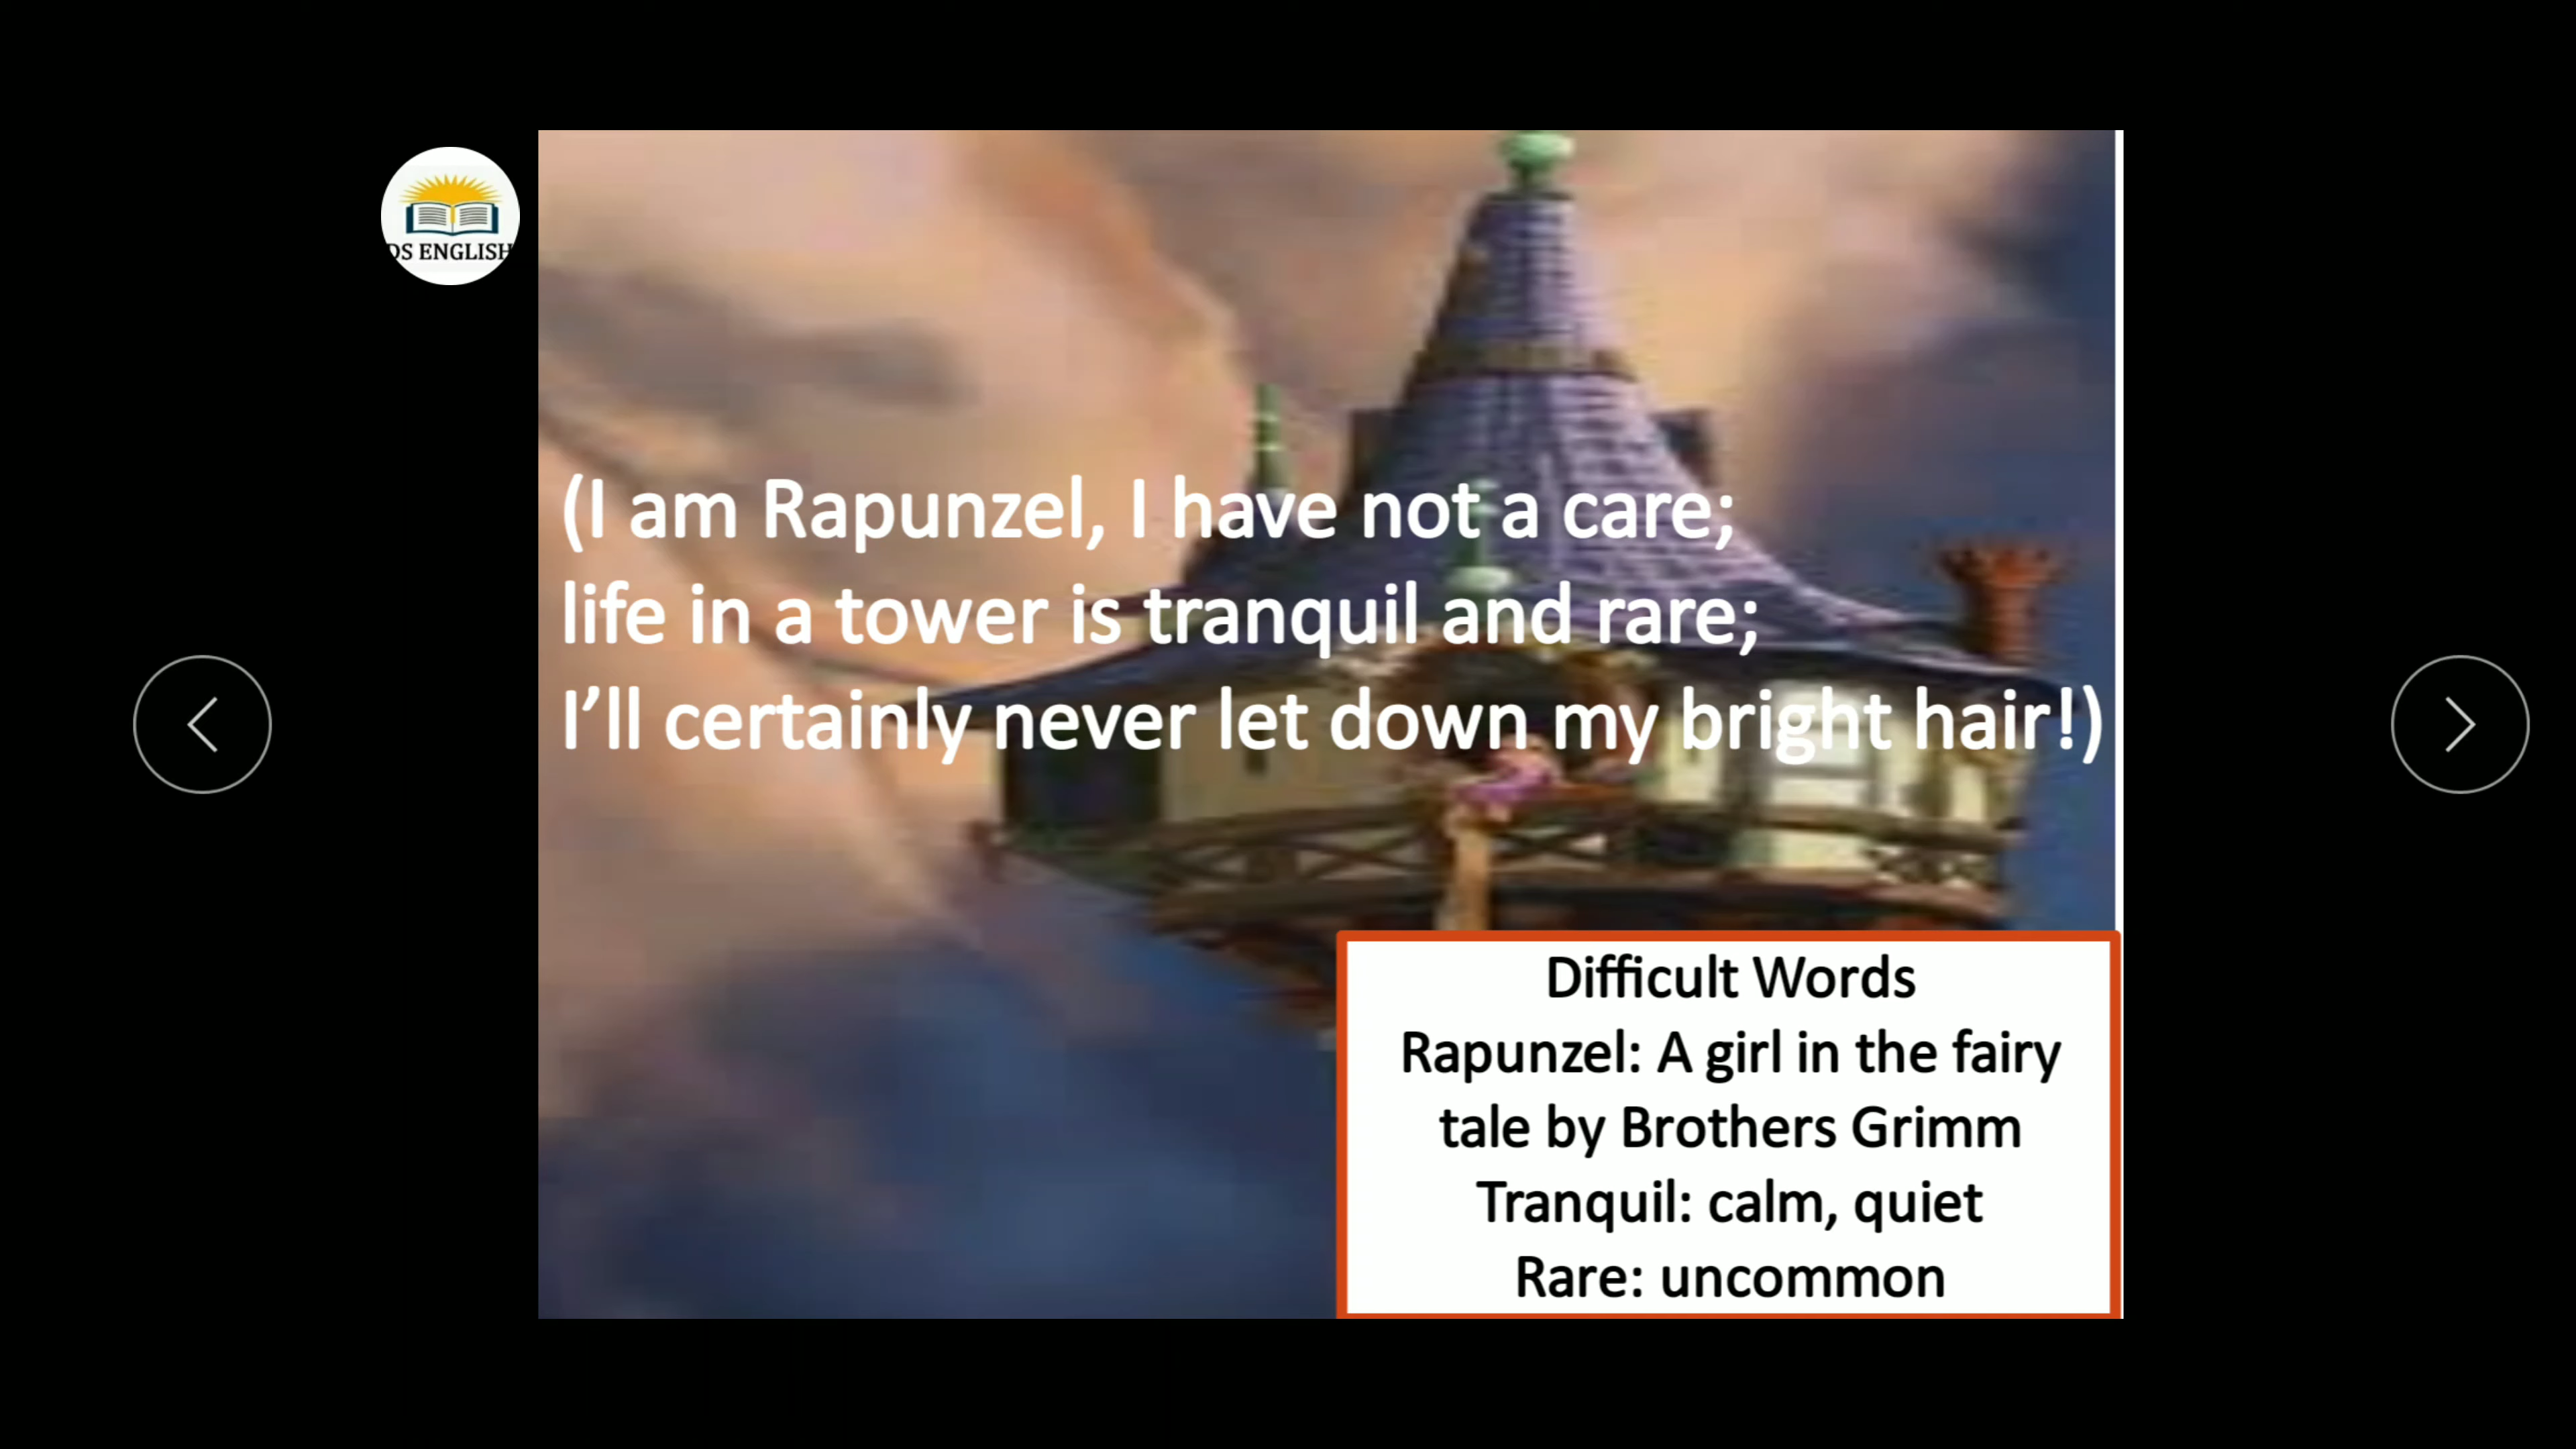 DS ENGLISH
(I am Rapunzel, I have not a care;
life in a tower is tranquil and rare;
I’ll certainly never let down my bright hair!)
Difficult Words
Rapunzel: A girl in the fairy
tale by Brothers Grimm
Tranquil: calm, quiet
Rare: uncommon